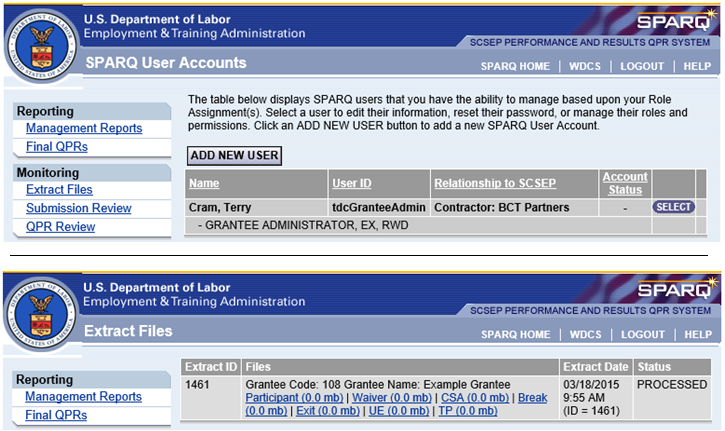 U.S. Department of Labor
Employment & Training Administration
SPARQ
SCSEP PERFORMANCE AND RESULTS QPR SYSTEM
SPARQ User Accounts
SPARQ HOME | WDCS | LOGOUT | HELP
Reporting
Management Reports
Final QPRs
Monitoring
Extract Files
Submission Review
QPR Review
The table below displays SPARQ users that you have the ability to manage based upon your Role
Assignment(s). Select a user to edit their information, reset their password, or manage their roles and
permissions. Click an ADD NEW USER button to add a new SPARQ User Account.
ADD NEW USER
Name User ID Relationship to SCSEP Account Status
Cram, Terry tdcGranteeAdmin Contractor: BCT Partners - SELECT
- GRANTEE ADMINISTRATOR, EX, RWD
U.S. Department of Labor
Employment & Training Administration
SPARQ
SCSEP PERFORMANCE AND RESULTS QPR SYSTEM
Extract Files
SPARQ HOME | WDCS | LOGOUT | HELP
Reporting
Management Reports
Final QPRs
Extract ID Files Extract Date Status
1461 Grantee Code: 108 Grantee Name: Example Grantee 03/18/2015 PROCESSED
Participant (0.0 mb) | Waiver (0.0 mb) | CSA (0.0 mb) | Break 9:55 AM
(0.0 mb) | Exit (0.0 mb) | UE (0.0 mb) | TP (0.0 mb) (ID = 1461)